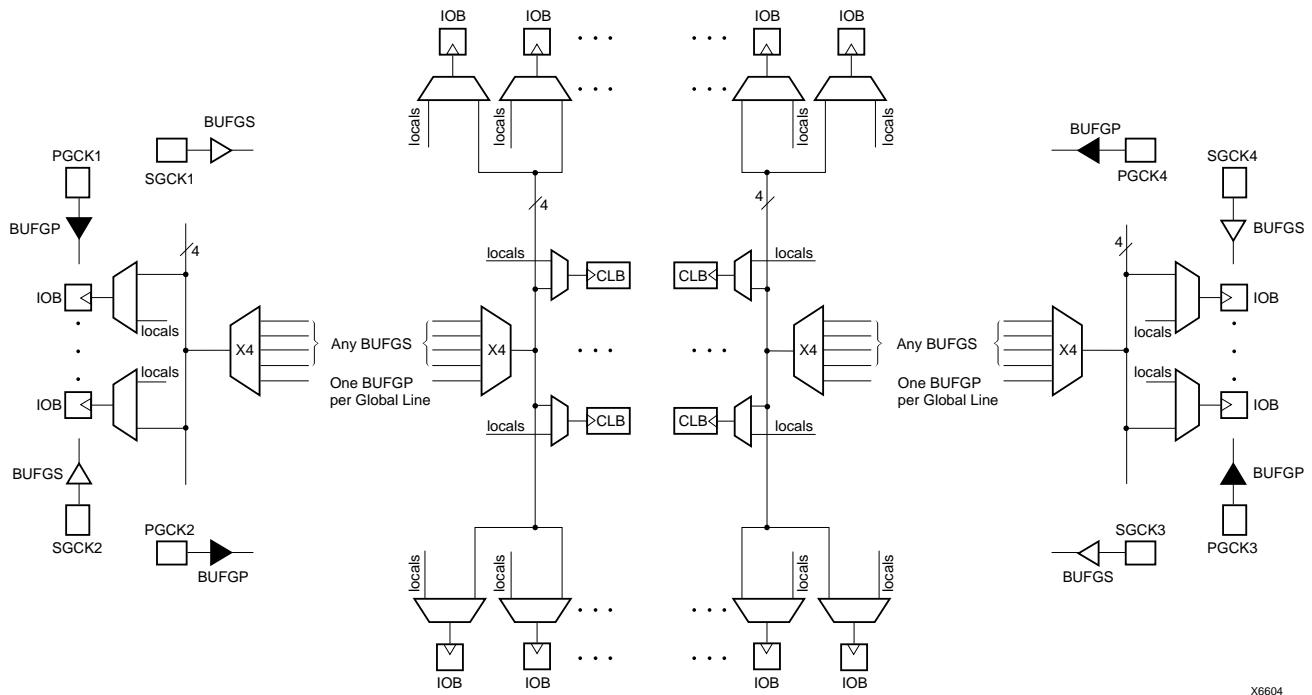 IOB IOB • • • • • • IOB IOB
• • • • • •
locals locals locals locals
BUFGS BUFGP
PGCK1 SGCK4
SGCK1 PGCK4
BUFGP BUFGS
4 4 4 4
locals CLB CLB locals
IOB IOB
locals locals
X4 Any BUFGS X4 • • • • • • X4 Any BUFGS X4
locals locals
One BUFGP One BUFGP
per Global Line per Global Line
IOB IOB
CLB CLB
locals locals
BUFGS BUFGP
PGCK2 SGCK3
SGCK2 PGCK3
BUFGP BUFGS
locals locals locals locals
• • • • • •
IOB IOB • • • • • • IOB IOB
X6604